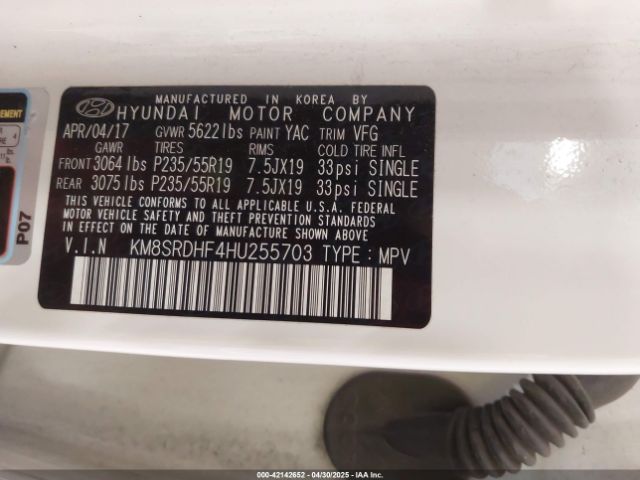 MANUFACTURED IN KOREA BY
HYUNDAI MOTOR COMPANY
APR/04/17 GVWR 5622lbs PAINT YAC TRIM VFG
GAWR TIRES RIMS COLD TIRE INFL
FRONT 3064lbs P235/55R19 7.5JX19 33psi SINGLE
REAR 3075lbs P235/55R19 7.5JX19 33psi SINGLE
THIS VEHICLE CONFORMS TO ALL APPLICABLE U.S.A. FEDERAL
MOTOR VEHICLE SAFETY AND THEFT PREVENTION STANDARDS
IN EFFECT ON THE DATE OF MANUFACTURE SHOWN ABOVE.
V.I.N KM8SRDHF4HU255703 TYPE : MPV
P07
000-42142652 - 04/30/2025 - IAA Inc.